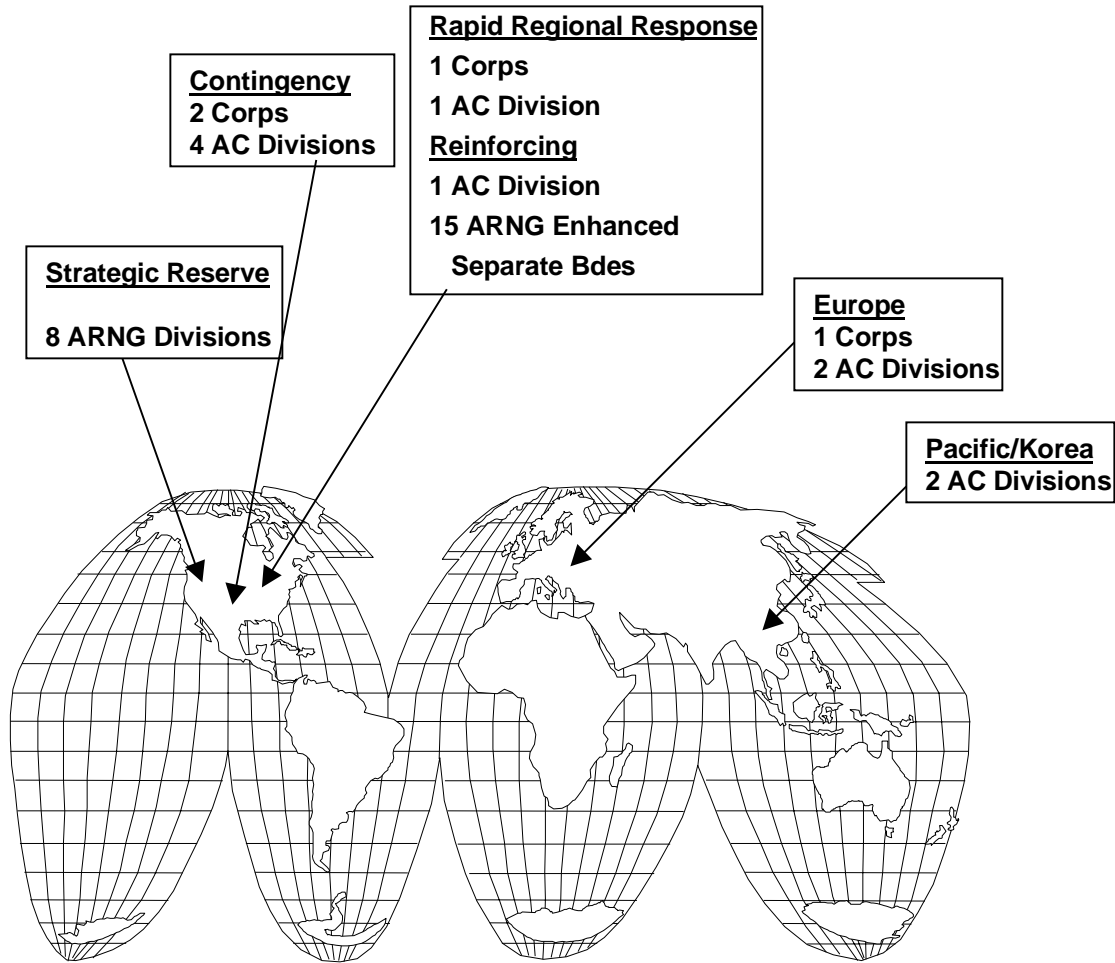 Rapid Regional Response
1 Corps
1 AC Division
Reinforcing
1 AC Division
15 ARNG Enhanced
Separate Bdes
Contingency
2 Corps
4 AC Divisions
Strategic Reserve
8 ARNG Divisions
Europe
1 Corps
2 AC Divisions
Pacific/Korea
2 AC Divisions